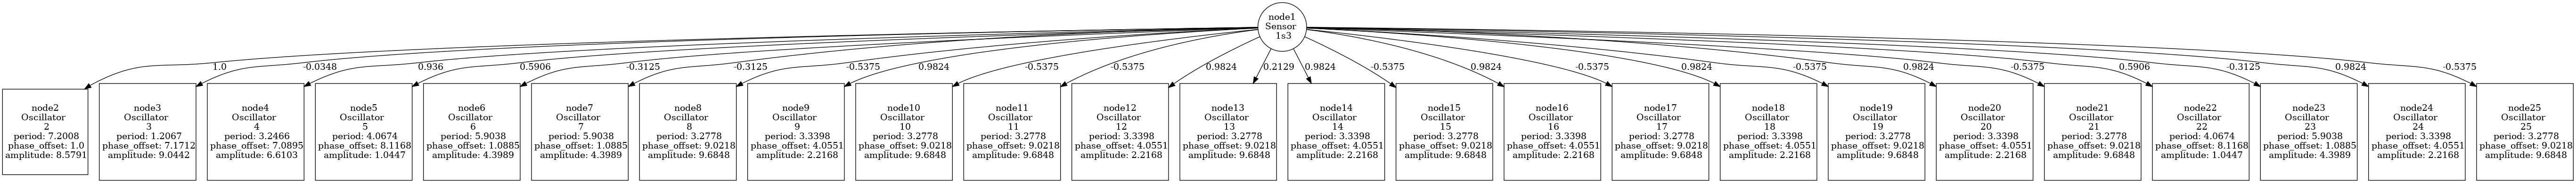 node1
Sensor
1s3
1.0
-0.0348
0.936
0.5906
-0.3125
-0.3125
-0.5375
0.9824
-0.5375
-0.5375
0.9824
0.2129
0.9824
-0.5375
0.9824
-0.5375
0.9824
-0.5375
0.9824
-0.5375
0.5906
-0.3125
0.9824
-0.5375
node2
Oscillator
2
period: 7.2008
phase_offset: 1.0
amplitude: 8.5791
node3
Oscillator
3
period: 1.2067
phase_offset: 7.1712
amplitude: 9.0442
node4
Oscillator
4
period: 3.2466
phase_offset: 7.0895
amplitude: 6.6103
node5
Oscillator
5
period: 4.0674
phase_offset: 8.1168
amplitude: 1.0447
node6
Oscillator
6
period: 5.9038
phase_offset: 1.0885
amplitude: 4.3989
node7
Oscillator
7
period: 5.9038
phase_offset: 1.0885
amplitude: 4.3989
node8
Oscillator
8
period: 3.2778
phase_offset: 9.0218
amplitude: 9.6848
node9
Oscillator
9
period: 3.3398
phase_offset: 4.0551
amplitude: 2.2168
node10
Oscillator
10
period: 3.2778
phase_offset: 9.0218
amplitude: 9.6848
node11
Oscillator
11
period: 3.2778
phase_offset: 9.0218
amplitude: 9.6848
node12
Oscillator
12
period: 3.3398
phase_offset: 4.0551
amplitude: 2.2168
node13
Oscillator
13
period: 3.2778
phase_offset: 9.0218
amplitude: 9.6848
node14
Oscillator
14
period: 3.3398
phase_offset: 4.0551
amplitude: 2.2168
node15
Oscillator
15
period: 3.2778
phase_offset: 9.0218
amplitude: 9.6848
node16
Oscillator
16
period: 3.3398
phase_offset: 4.0551
amplitude: 2.2168
node17
Oscillator
17
period: 3.2778
phase_offset: 9.0218
amplitude: 9.6848
node18
Oscillator
18
period: 3.3398
phase_offset: 4.0551
amplitude: 2.2168
node19
Oscillator
19
period: 3.2778
phase_offset: 9.0218
amplitude: 9.6848
node20
Oscillator
20
period: 3.3398
phase_offset: 4.0551
amplitude: 2.2168
node21
Oscillator
21
period: 3.2778
phase_offset: 9.0218
amplitude: 9.6848
node22
Oscillator
22
period: 4.0674
phase_offset: 8.1168
amplitude: 1.0447
node23
Oscillator
23
period: 5.9038
phase_offset: 1.0885
amplitude: 4.3989
node24
Oscillator
24
period: 3.3398
phase_offset: 4.0551
amplitude: 2.2168
node25
Oscillator
25
period: 3.2778
phase_offset: 9.0218
amplitude: 9.6848